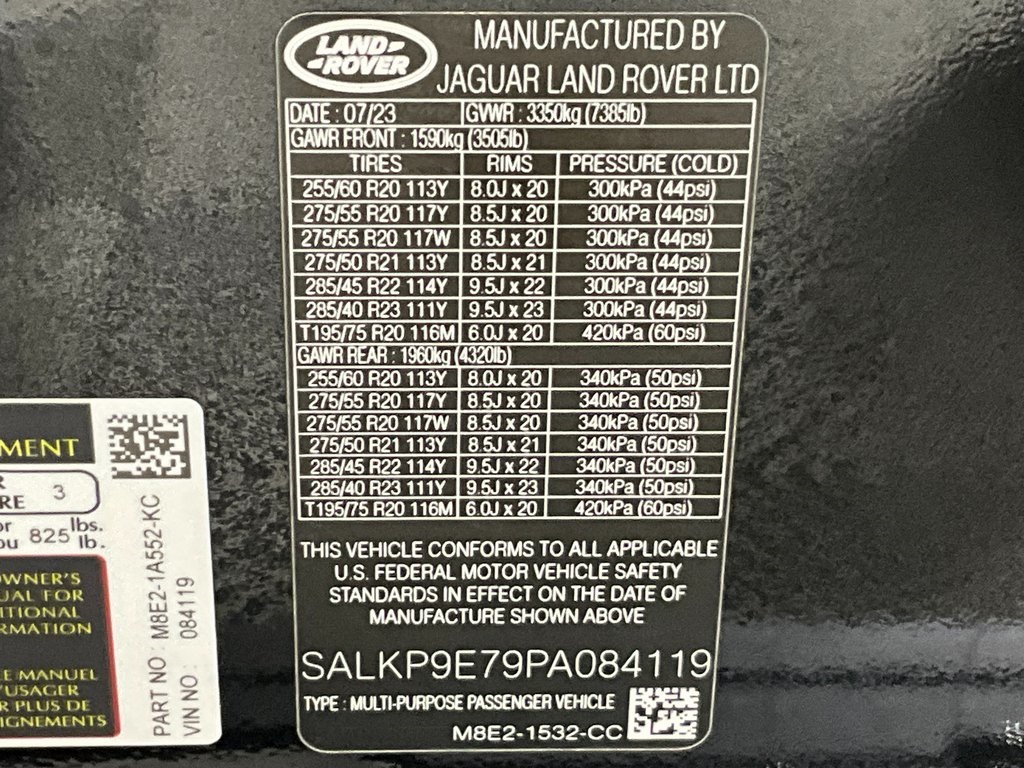 LAND-
-ROVER
MANUFACTURED BY
JAGUAR LAND ROVER LTD
DATE : 07/23 GVWR : 3350kg (7385lb)
GAWR FRONT : 1590kg (3505lb)
TIRES RIMS PRESSURE (COLD)
255/60 R20 113Y 8.0J x 20 300kPa (44psi)
275/55 R20 117Y 8.5J x 20 300kPa (44psi)
275/55 R20 117W 8.5J x 20 300kPa (44psi)
275/50 R21 113Y 8.5J x 21 300kPa (44psi)
285/45 R22 114Y 9.5J x 22 300kPa (44psi)
285/40 R23 111Y 9.5J x 23 300kPa (44psi)
T195/75 R20 116M 6.0J x 20 420kPa (60psi)
GAWR REAR : 1960kg (4320lb)
255/60 R20 113Y 8.0J x 20 340kPa (50psi)
275/55 R20 117Y 8.5J x 20 340kPa (50psi)
275/55 R20 117W 8.5J x 20 340kPa (50psi)
275/50 R21 113Y 8.5J x 21 340kPa (50psi)
285/45 R22 114Y 9.5J x 22 340kPa (50psi)
285/40 R23 111Y 9.5J x 23 340kPa (50psi)
T195/75 R20 116M 6.0J x 20 420kPa (60psi)
THIS VEHICLE CONFORMS TO ALL APPLICABLE
U.S. FEDERAL MOTOR VEHICLE SAFETY
STANDARDS IN EFFECT ON THE DATE OF
MANUFACTURE SHOWN ABOVE
SALKP9E79PA084119
TYPE : MULTI-PURPOSE PASSENGER VEHICLE
M8E2-1532-CC
MENT
R
RE 3
or lbs.
ou 825 lb.
OWNER'S
UAL FOR
ITIONAL
RMATION
E MANUEL
'USAGER
R PLUS DE
IGNEMENTS
PART NO : M8E2-1A552-KC
VIN NO : 084119